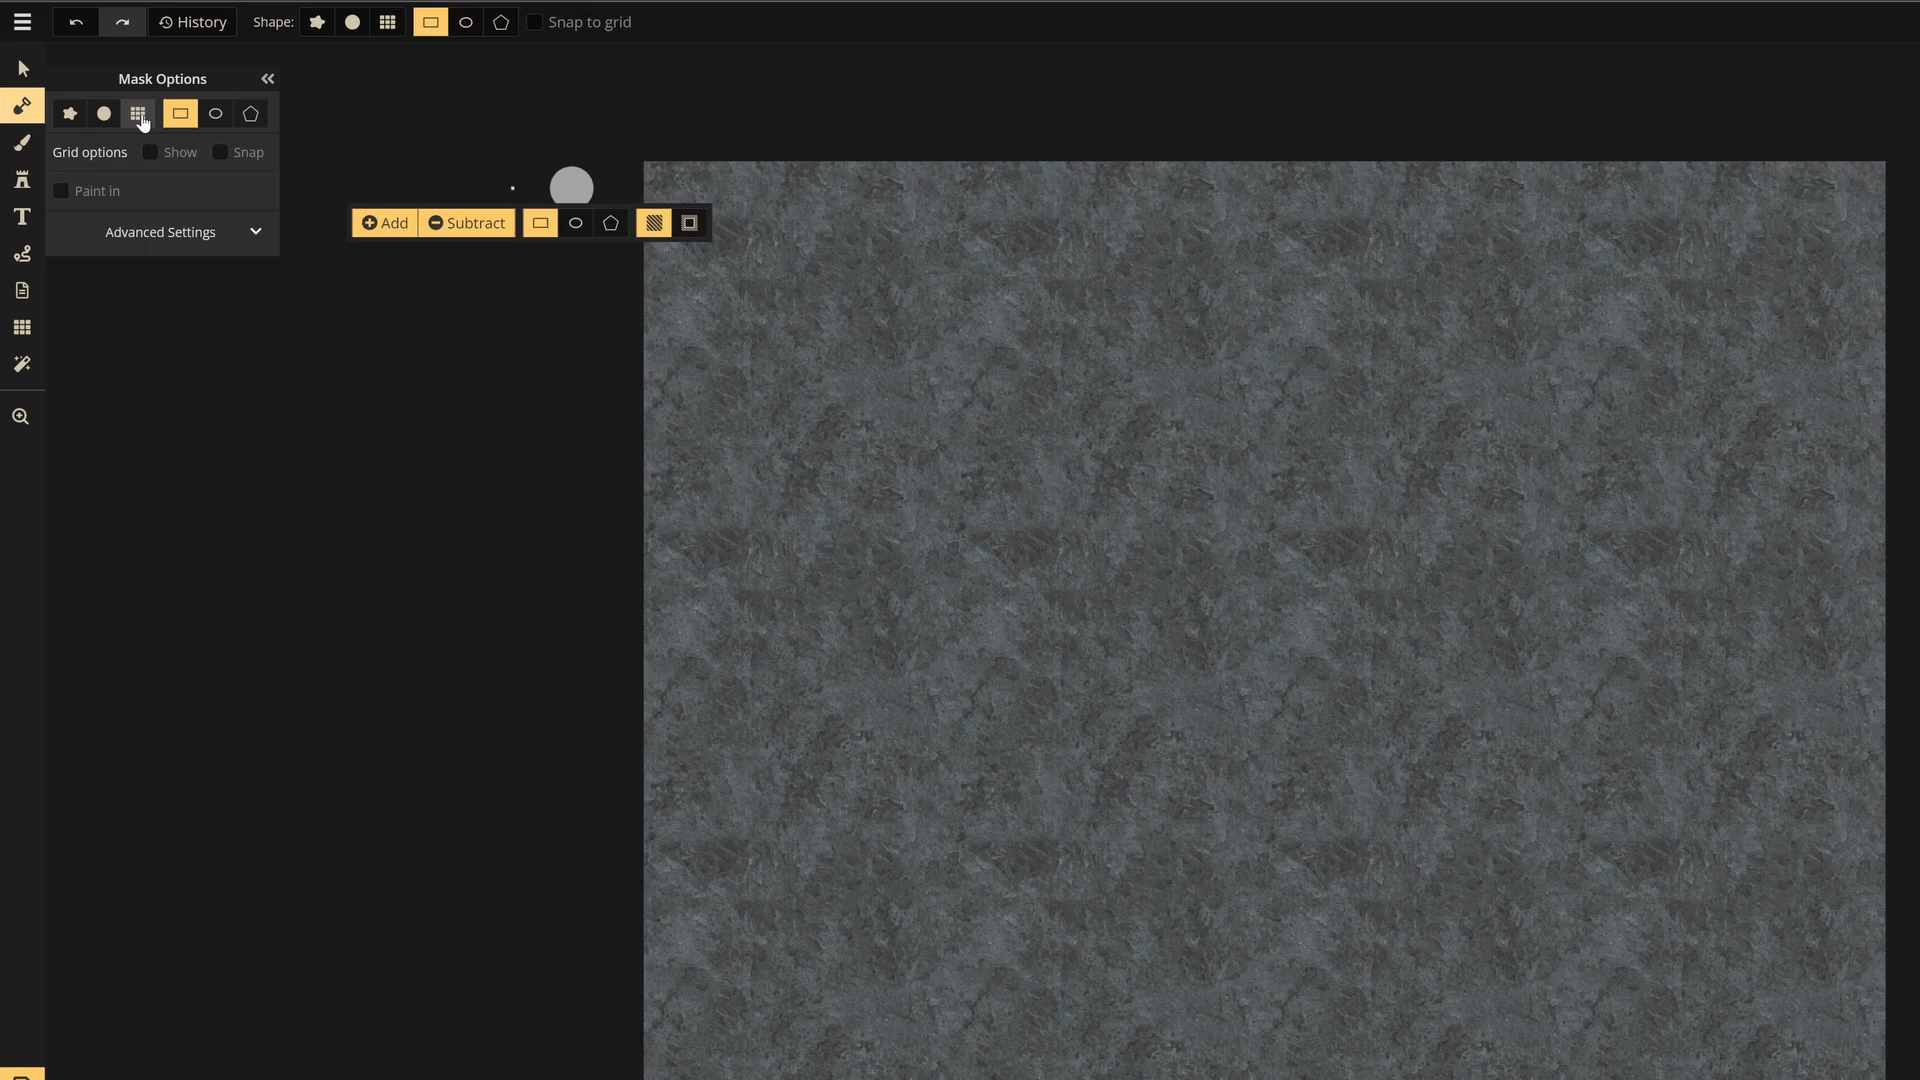 History Shape: Snap to grid
Mask Options
Grid options Show Snap
Paint in
Advanced Settings
Add Subtract